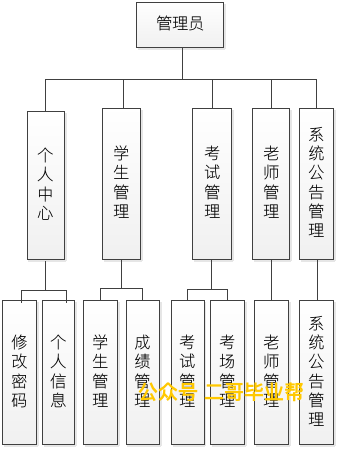 管理员
个人中心
学生管理
考试管理
老师管理
系统公告管理
修改密码
个人信息
学生管理
成绩管理
考试管理
考场管理
老师管理
系统公告管理
公众号 二哥毕业帮